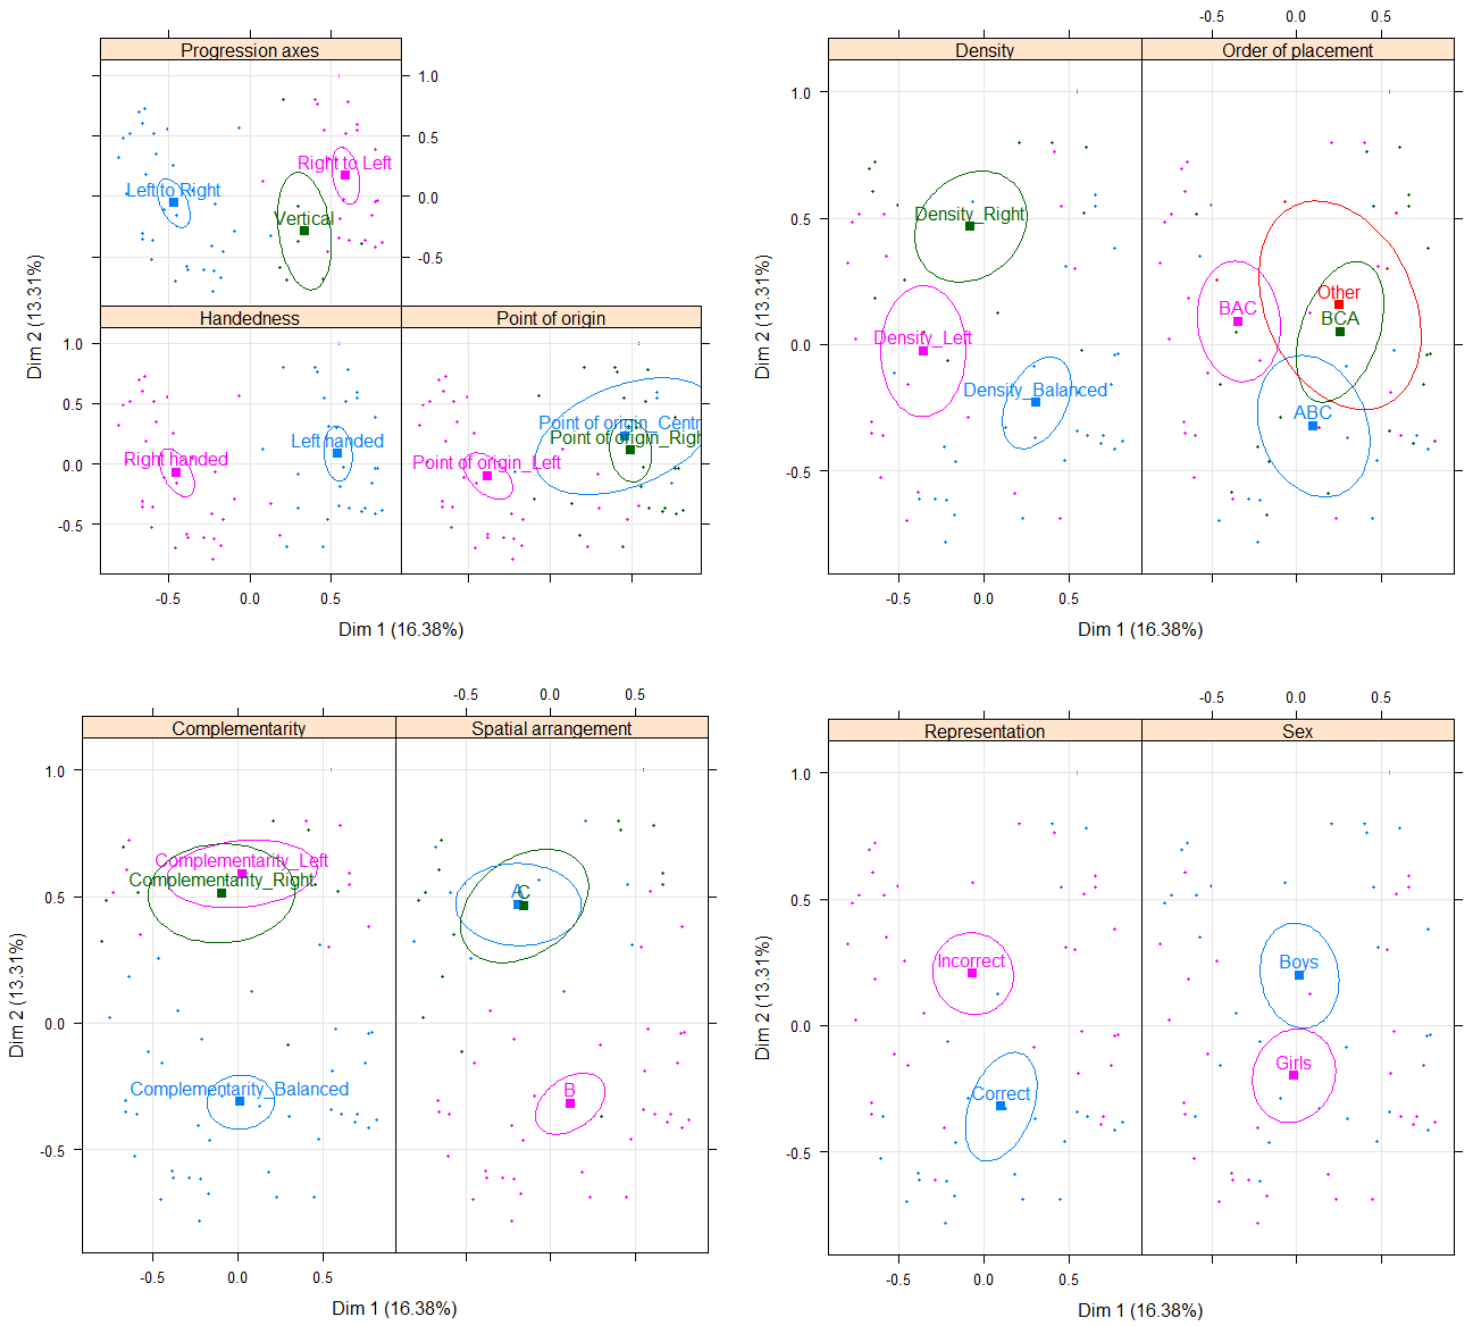 Progression axes
1.0
0.5
0.0
-0.5
Right to Left
Left to Right
Vertical
Handedness
Point of origin
1.0
0.5
0.0
-0.5
Left handed
Right handed
Point of origin_Centr
Point of origin_Righ
Point of origin_Left
-0.5 0.0 0.5
Dim 1 (16.38%)
Dim 2 (13.31%)
-0.5 0.0 0.5
Density
Order of placement
1.0
0.5
0.0
-0.5
Density_Right
Density_Left
Density_Balanced
Other
BAC
BCA
ABC
-0.5 0.0 0.5
Dim 1 (16.38%)
Dim 2 (13.31%)
-0.5 0.0 0.5
Complementarity
Spatial arrangement
1.0
0.5
0.0
-0.5
Complementarity_Left
Complementarity_Right
Complementarity_Balanced
A
C
B
-0.5 0.0 0.5
Dim 1 (16.38%)
Dim 2 (13.31%)
-0.5 0.0 0.5
Representation
Sex
1.0
0.5
0.0
-0.5
Incorrect
Correct
Boys
Girls
-0.5 0.0 0.5
Dim 1 (16.38%)
Dim 2 (13.31%)